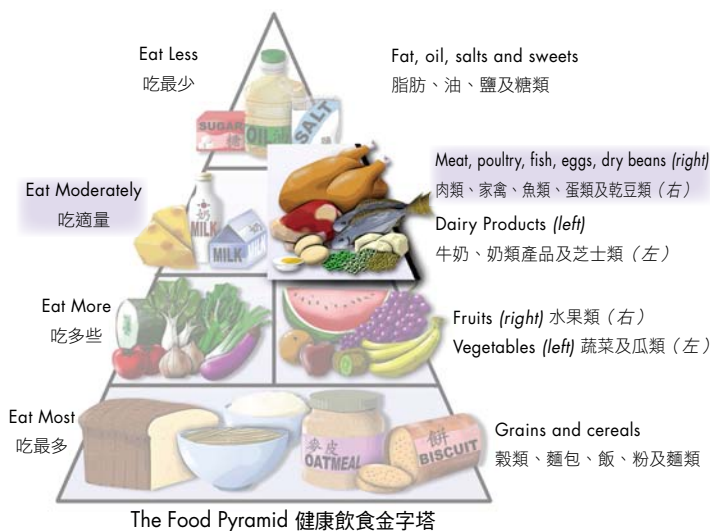 Eat Less
吃最少
Fat, oil, salts and sweets
脂肪、油、鹽及糖類
SUGAR
糖
OIL 油
SALT
Eat Moderately
吃適量
奶
MILK
奶
MILK
Meat, poultry, fish, eggs, dry beans (right)
肉類、家禽、魚類、蛋類及乾豆類（右）
Dairy Products (left)
牛奶、奶類產品及芝士類（左）
Eat More
吃多些
Fruits (right) 水果類（右）
Vegetables (left) 蔬菜及瓜類（左）
Eat Most
吃最多
麥皮
OATMEAL
餅
BISCUIT
Grains and cereals
穀類、麵包、飯、粉及麵類
The Food Pyramid 健康飲食金字塔